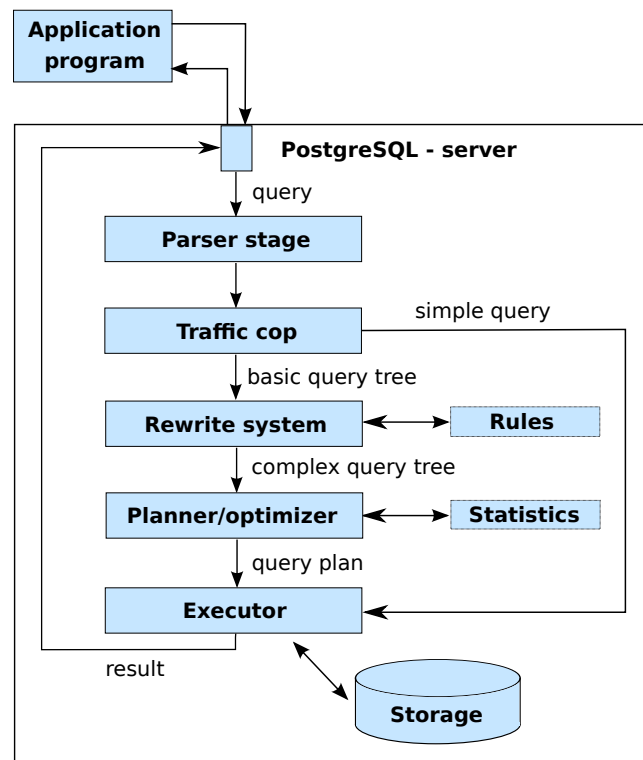 Application
program
PostgreSQL - server
query
Parser stage
simple query
Traffic cop
basic query tree
Rewrite system
Rules
complex query tree
Planner/optimizer
Statistics
query plan
Executor
result
Storage